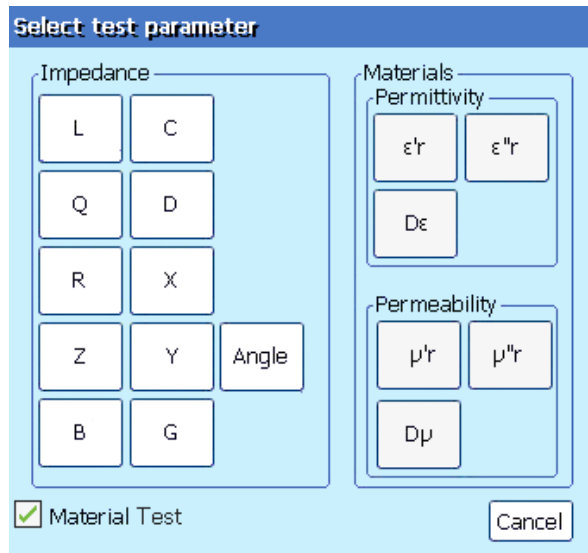 Select test parameter
Impedance
L C
Q D
R X
Z Y Angle
B G
Materials
Permittivity
ε'r ε"r
Dε
Permeability
μ'r μ"r
Dμ
Material Test
Cancel